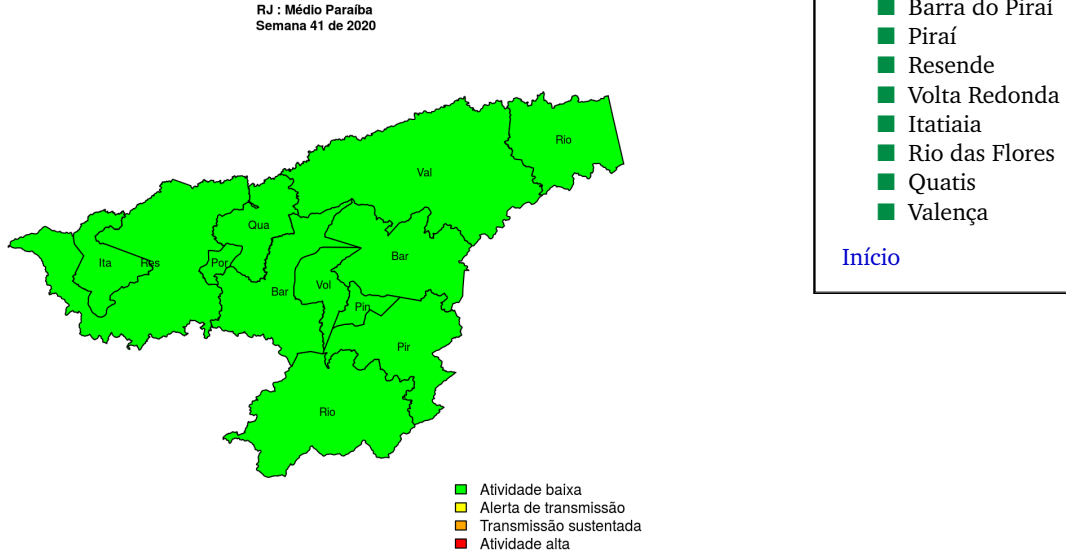 RJ : Médio Paraíba
Semana 41 de 2020
Rio
Val
Qua
Ita
Res
Por
Bar
Bar
Vol
Pin
Pir
Rio
Atividade baixa
Alerta de transmissão
Transmissão sustentada
Atividade alta
Barra do Piraí
Piraí
Resende
Volta Redonda
Itatiaia
Rio das Flores
Quatis
Valença
Início